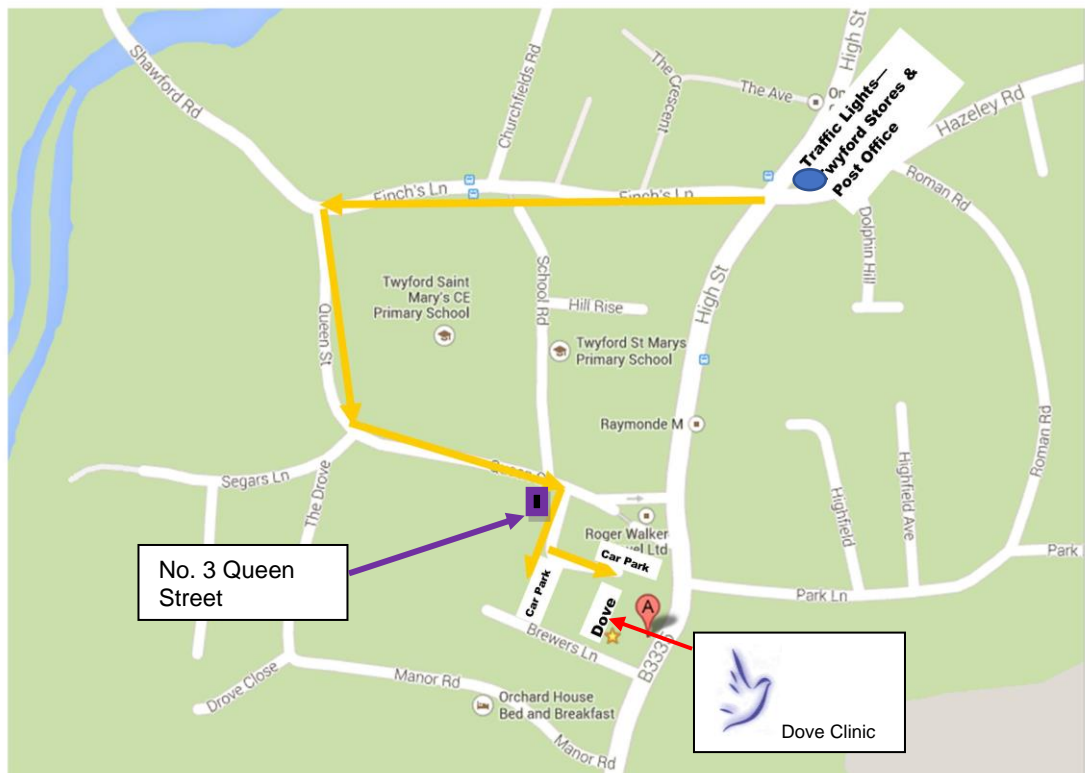 Shawford Rd
Churchfields Rd
The Crescent
The Ave
High St
Traffic Lights—
Twyford Stores &
Post Office
Hazeley Rd
Roman Rd
Dolphin Hill
Finch's Ln
Finch's Ln
Twyford Saint
Mary's CE
Primary School
School Rd
Hill Rise
High St
Twyford St Marys
Primary School
Queen St
Raymonde M
Roman Rd
Segars Ln
The Drove
Queen
Highfield
Highfield Ave
Roger Walker
Ltd
Car Park
Park
No. 3 Queen
Street
Car Park
Dove
A
Park Ln
Brewers Ln
B3335
Drove Close
Manor Rd
Orchard House
Bed and Breakfast
Manor Rd
Dove Clinic